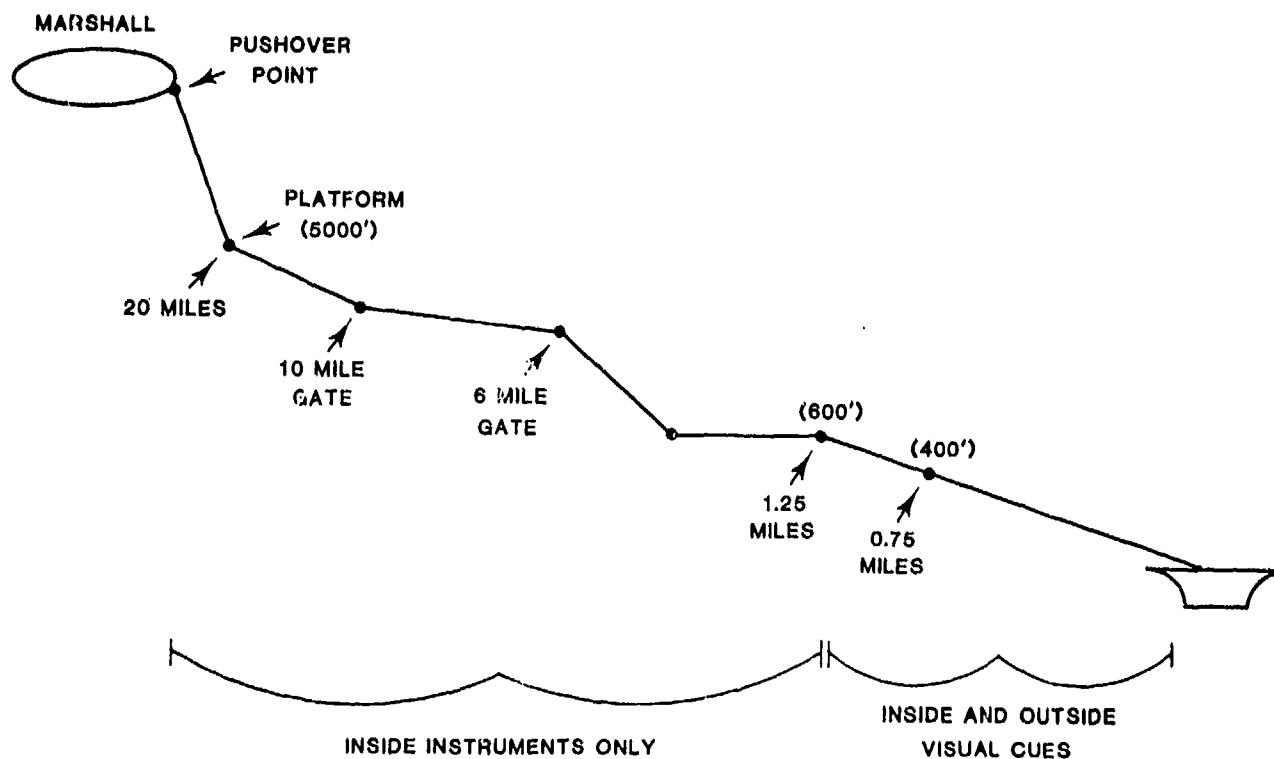 MARSHALL
PUSHOVER
POINT
PLATFORM
(5000')
20 MILES
10 MILE
GATE
6 MILE
GATE
(600')
(400')
1.25
MILES
0.75
MILES
INSIDE INSTRUMENTS ONLY
INSIDE AND OUTSIDE
VISUAL CUES